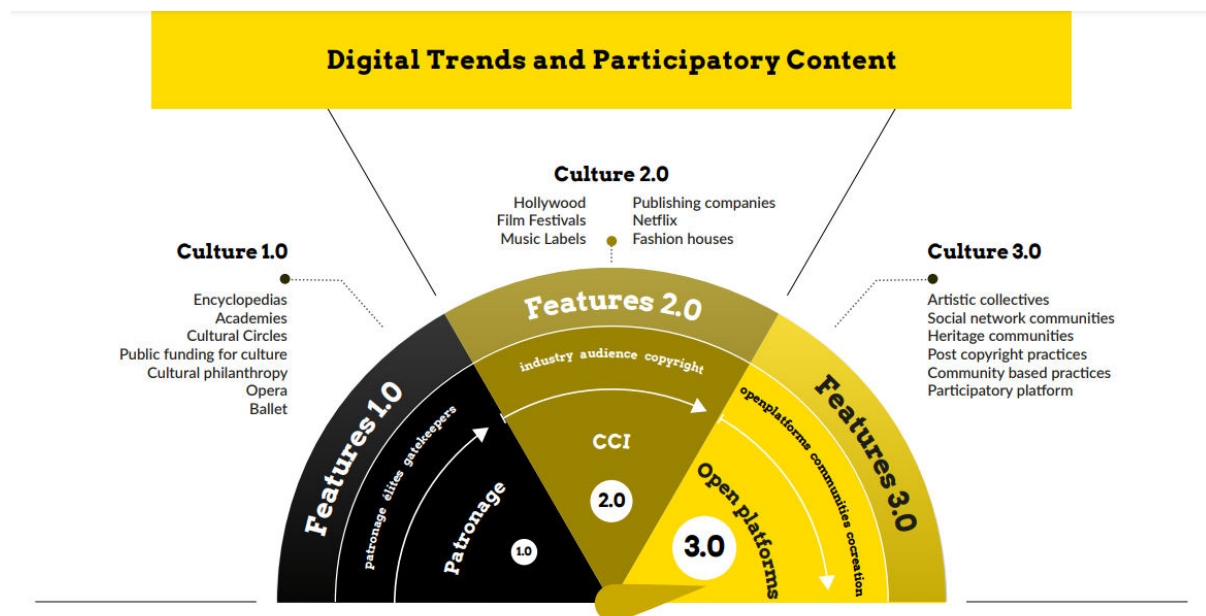 Digital Trends and Participatory Content
Culture 2.0
Hollywood
Film Festivals
Music Labels
Publishing companies
Netflix
Fashion houses
Culture 1.0
Encyclopedias
Academies
Cultural Circles
Public funding for culture
Cultural philanthropy
Opera
Ballet
Culture 3.0
Artistic collectives
Social network communities
Heritage communities
Post copyright practices
Community based practices
Participatory platform
Features 1.0
patronage élites gatekeepers
Patronage
1.0
Features 2.0
industry audience copyright
CCI
2.0
Features 3.0
openplatforms communities cocreation
Open platforms
3.0